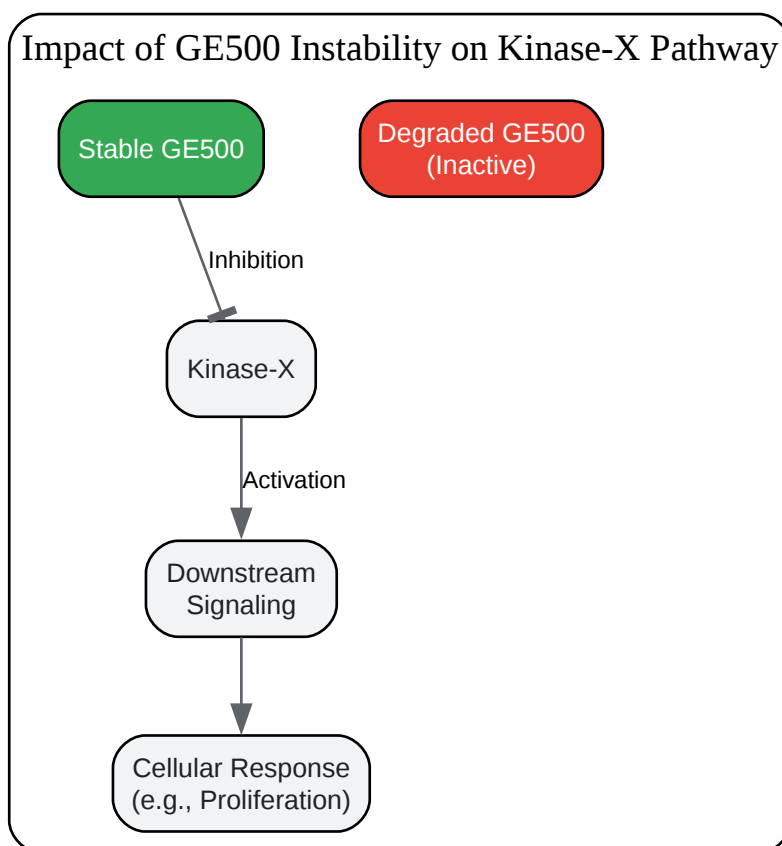 Impact of GE500 Instability on Kinase-X Pathway
Stable GE500
Degraded GE500
(Inactive)
Inhibition
Kinase-X
Activation
Downstream
Signaling
Cellular Response
(e.g., Proliferation)